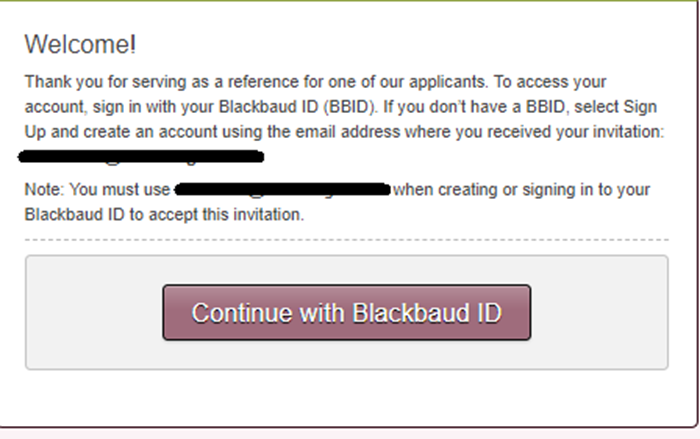 Welcome!
Thank you for serving as a reference for one of our applicants. To access your
account, sign in with your Blackbaud ID (BBID). If you don't have a BBID, select Sign
Up and create an account using the email address where you received your invitation:
Note: You must use when creating or signing in to your
Blackbaud ID to accept this invitation.
Continue with Blackbaud ID